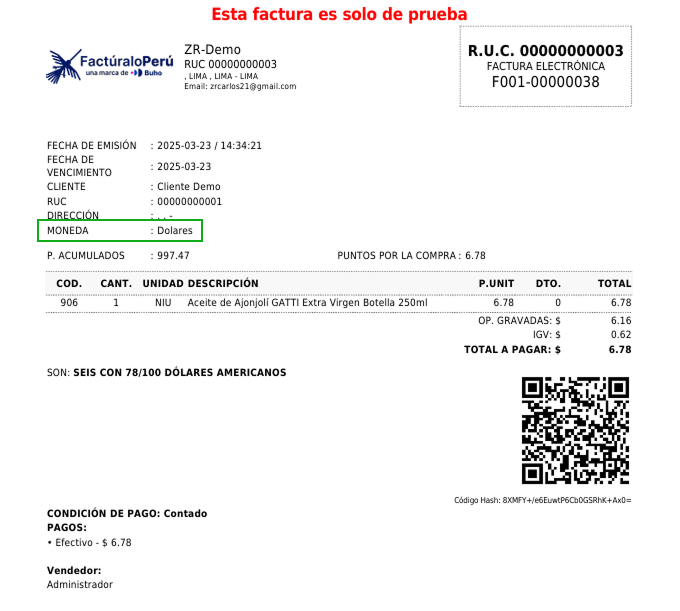 Esta factura es solo de prueba
FactúraloPerú
una marca de Buho
ZR-Demo
RUC 00000000003
, LIMA , LIMA - LIMA
Email: zrcarlos21@gmail.com
R.U.C. 00000000003
FACTURA ELECTRÓNICA
F001-00000038
FECHA DE EMISIÓN : 2025-03-23 / 14:34:21
FECHA DE
VENCIMIENTO : 2025-03-23
CLIENTE : Cliente Demo
RUC : 00000000001
DIRECCIÓN : , , -
MONEDA : Dolares
P. ACUMULADOS : 997.47 PUNTOS POR LA COMPRA : 6.78
COD. CANT. UNIDAD DESCRIPCIÓN P.UNIT DTO. TOTAL
906 1 NIU Aceite de Ajonjolí GATTI Extra Virgen Botella 250ml 6.78 0 6.78
OP. GRAVADAS: $ 6.16
IGV: $ 0.62
TOTAL A PAGAR: $ 6.78
SON: SEIS CON 78/100 DÓLARES AMERICANOS
Código Hash: 8XMFY+/e6EuwtP6Cb0GSRhK+Ax0=
CONDICIÓN DE PAGO: Contado
PAGOS:
• Efectivo - $ 6.78
Vendedor:
Administrador